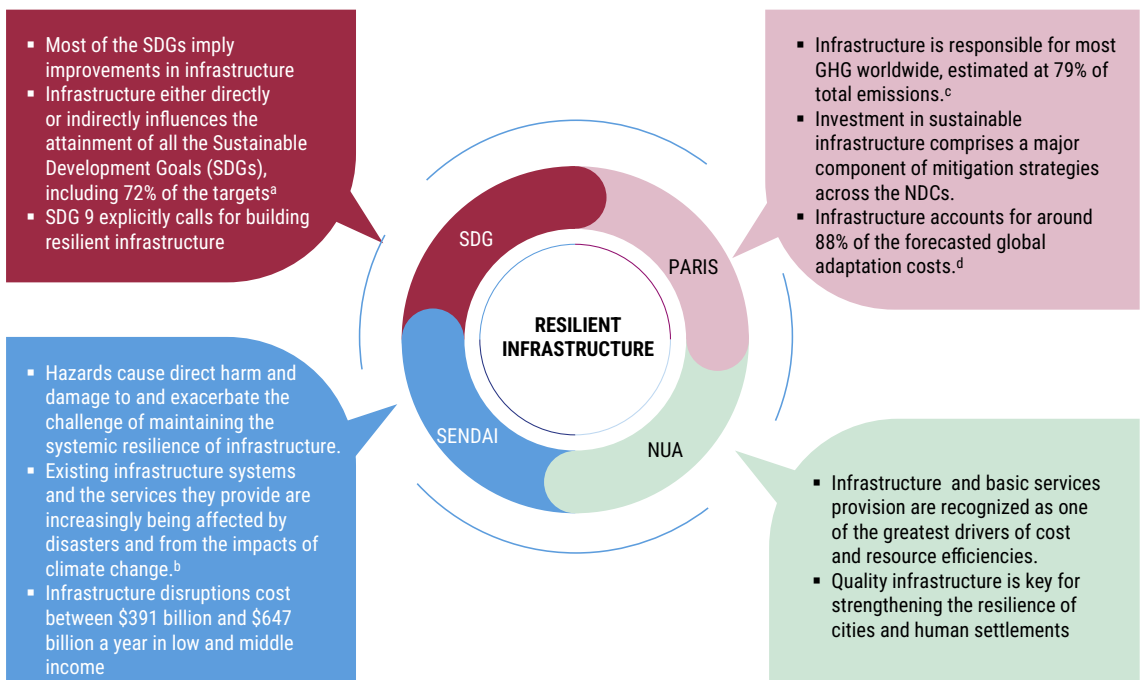 ▪ Most of the SDGs imply
improvements in infrastructure
▪ Infrastructure either directly
or indirectly influences the
attainment of all the Sustainable
Development Goals (SDGs),
including 72% of the targetsᵃ
▪ SDG 9 explicitly calls for building
resilient infrastructure
▪ Infrastructure is responsible for most
GHG worldwide, estimated at 79% of
total emissions.ᶜ
▪ Investment in sustainable
infrastructure comprises a major
component of mitigation strategies
across the NDCs.
▪ Infrastructure accounts for around
88% of the forecasted global
adaptation costs.ᵈ
SDG
PARIS
RESILIENT
INFRASTRUCTURE
SENDAI
NUA
▪ Hazards cause direct harm and
damage to and exacerbate the
challenge of maintaining the
systemic resilience of infrastructure.
▪ Existing infrastructure systems
and the services they provide are
increasingly being affected by
disasters and from the impacts of
climate change.ᵇ
▪ Infrastructure disruptions cost
between $391 billion and $647
billion a year in low and middle
income
▪ Infrastructure and basic services
provision are recognized as one
of the greatest drivers of cost
and resource efficiencies.
▪ Quality infrastructure is key for
strengthening the resilience of
cities and human settlements